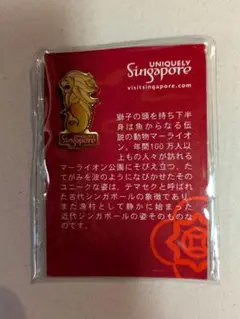 UNIQUELY
Singapore
visitsingapore.com
Singapore
獅子の頭を持ち下半
身は魚からなる伝
説の動物マーライオ
ン。年間100万人以
上もの人々が訪れる
マーライオン公園にそびえ立つ、た
てがみを波のようになびかせたその
ユニークな姿は、テマセクと呼ばれ
た古代シンガポールの象徴であり、
また漁村として静かに始まった
近代シンガポールの姿そのものな
のです。